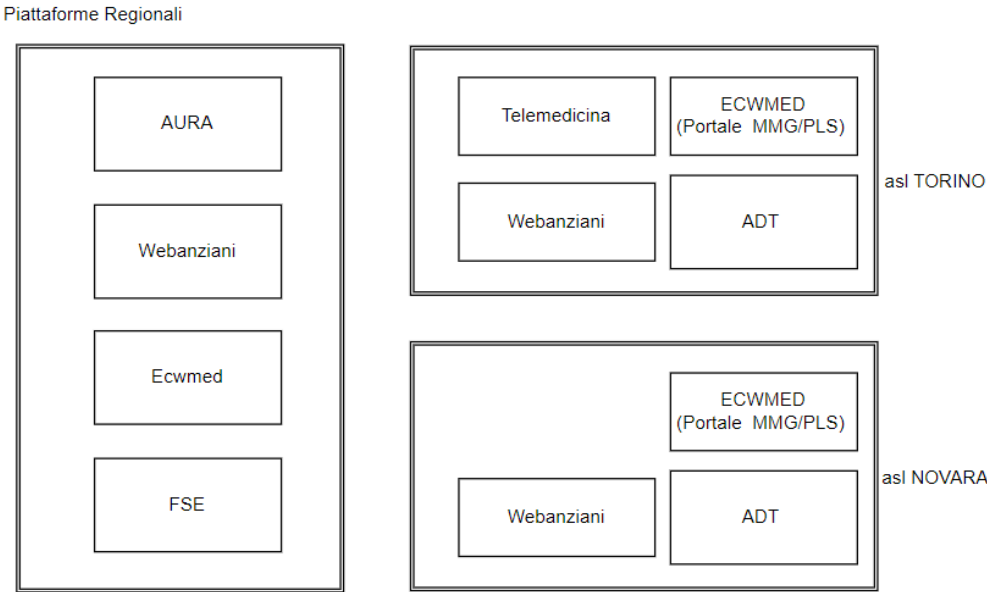 Piattaforme Regionali
AURA
Webanziani
Ecwmed
FSE
Telemedicina
ECWMED
(Portale MMG/PLS)
Webanziani
ADT
asl TORINO
ECWMED
(Portale MMG/PLS)
Webanziani
ADT
asl NOVARA